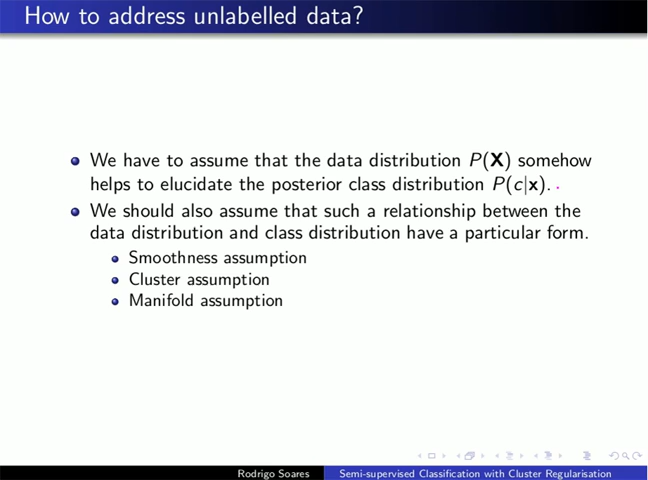 How to address unlabelled data?
We have to assume that the data distribution P(X) somehow
helps to elucidate the posterior class distribution P(c|x).
We should also assume that such a relationship between the
data distribution and class distribution have a particular form.
Smoothness assumption
Cluster assumption
Manifold assumption
Rodrigo Soares Semi-supervised Classification with Cluster Regularisation